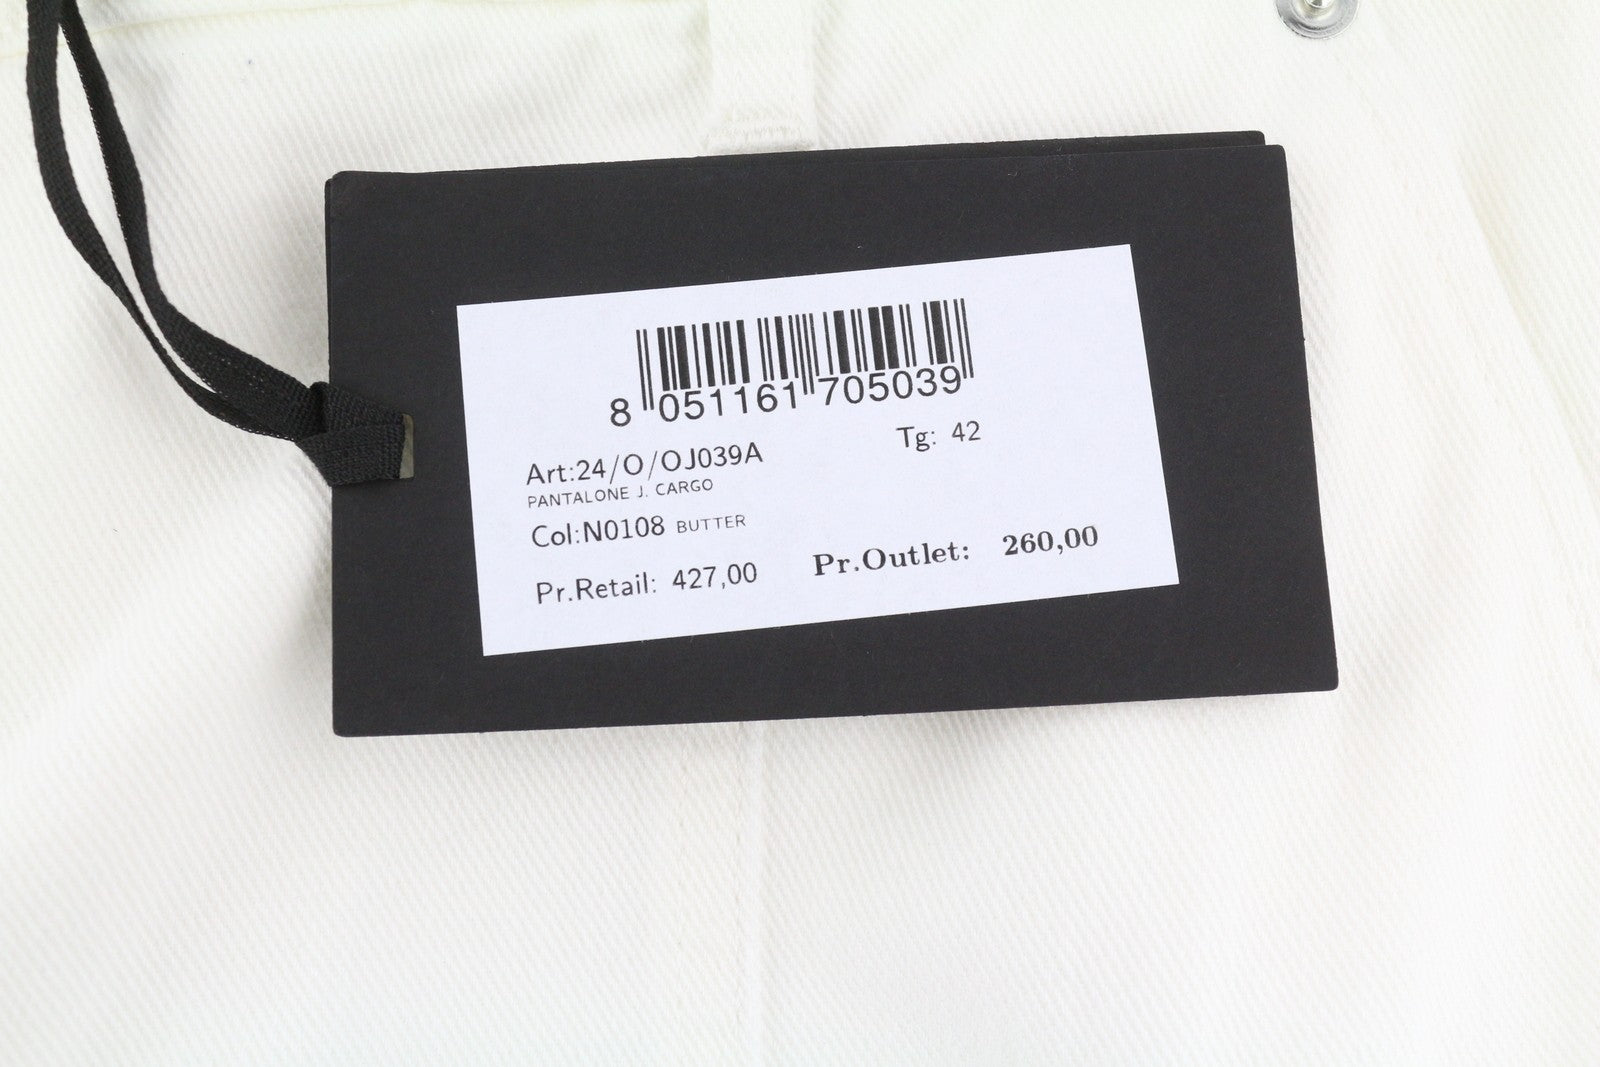 8 051161 705039
Art:24/O/OJ039A Tg: 42
PANTALONE J. CARGO
Col:N0108 BUTTER
Pr.Retail: 427,00 Pr.Outlet: 260,00